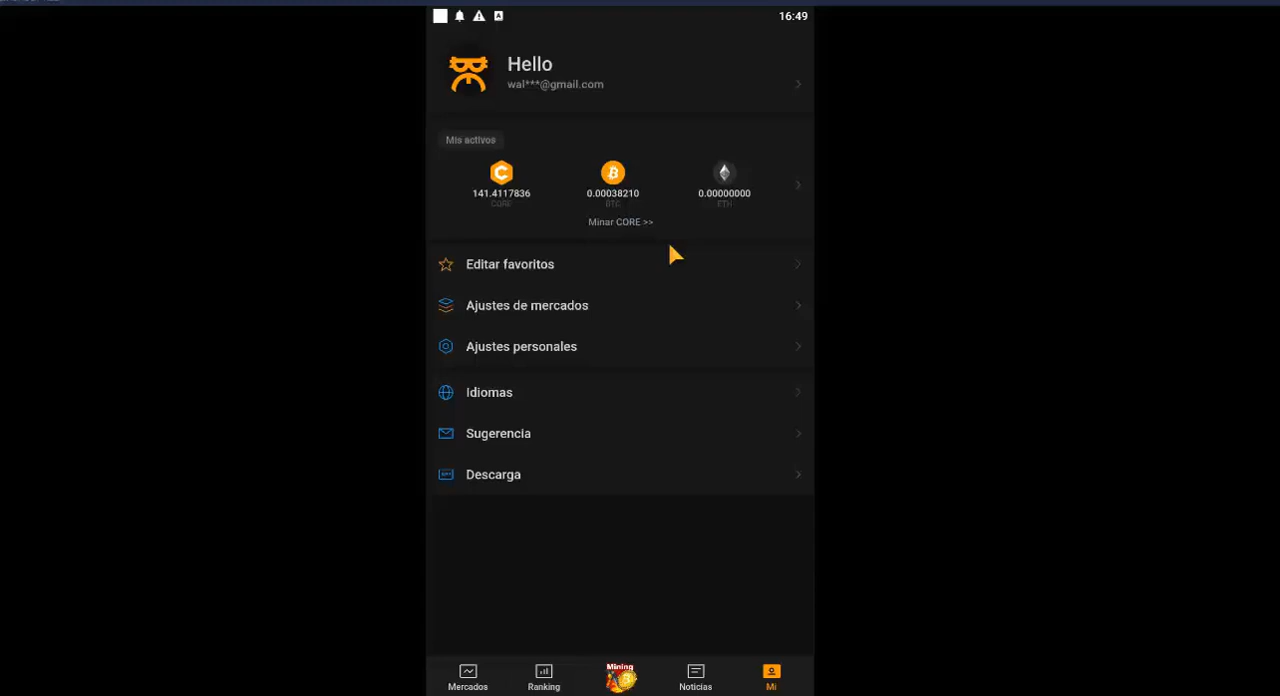 16:49
Hello
wal***@gmail.com
Mis activos
141.4117836 0.00038210 0.00000000
CORE BTC ETH
Minar CORE >>
Editar favoritos
Ajustes de mercados
Ajustes personales
Idiomas
Sugerencia
Descarga
Mining
Mercados Ranking Noticias Mi